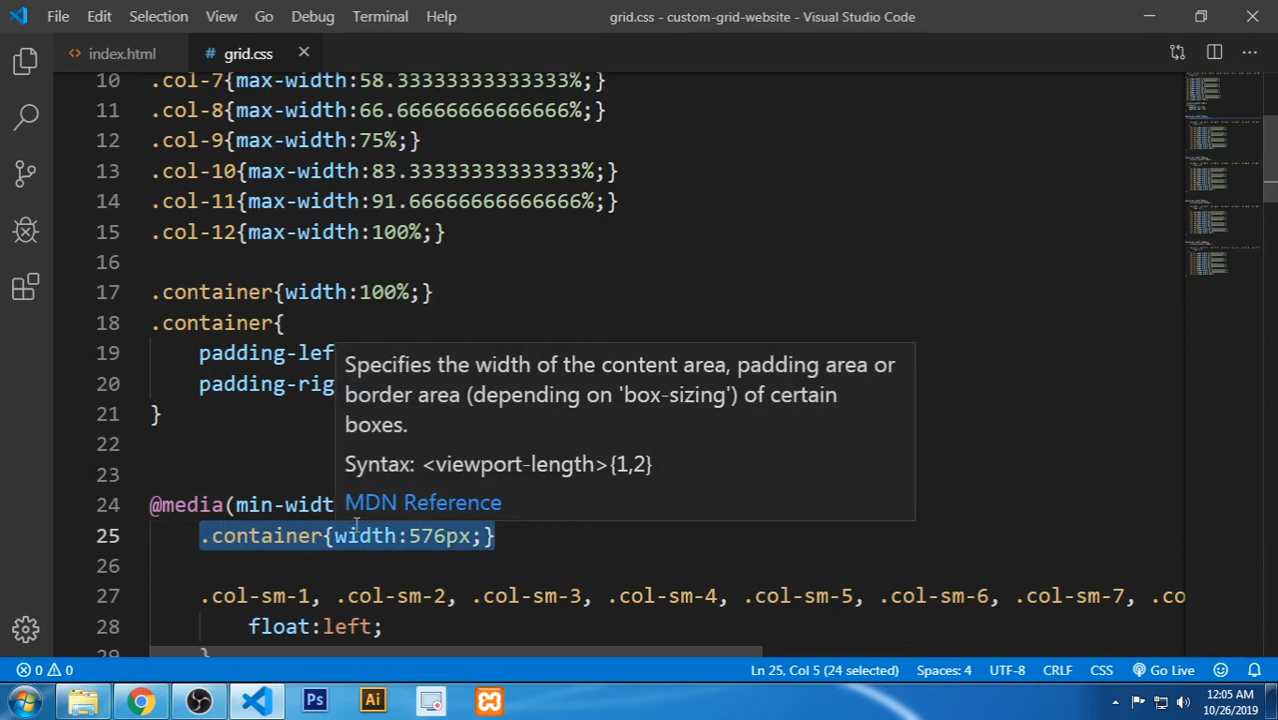 File Edit Selection View Go Debug Terminal Help
grid.css - custom-grid-website - Visual Studio Code
<> index.html
# grid.css ×
10 .col-7{max-width:58.33333333333333%;}
11 .col-8{max-width:66.66666666666666%;}
12 .col-9{max-width:75%;}
13 .col-10{max-width:83.33333333333333%;}
14 .col-11{max-width:91.66666666666666%;}
15 .col-12{max-width:100%;}
16
17 .container{width:100%;}
18 .container{
19 padding-lef
20 padding-rig
21 }
22
23
Specifies the width of the content area, padding area or
border area (depending on 'box-sizing') of certain
boxes.
Syntax: <viewport-length>{1,2}
MDN Reference
24 @media(min-widt
25 .container{width:576px;}
26
27 .col-sm-1, .col-sm-2, .col-sm-3, .col-sm-4, .col-sm-5, .col-sm-6, .col-sm-7, .co
28 float:left;
29 }
0 0
Ln 25, Col 5 (24 selected) Spaces: 4 UTF-8 CRLF CSS Go Live
Ps Ai
12:05 AM
10/26/2019